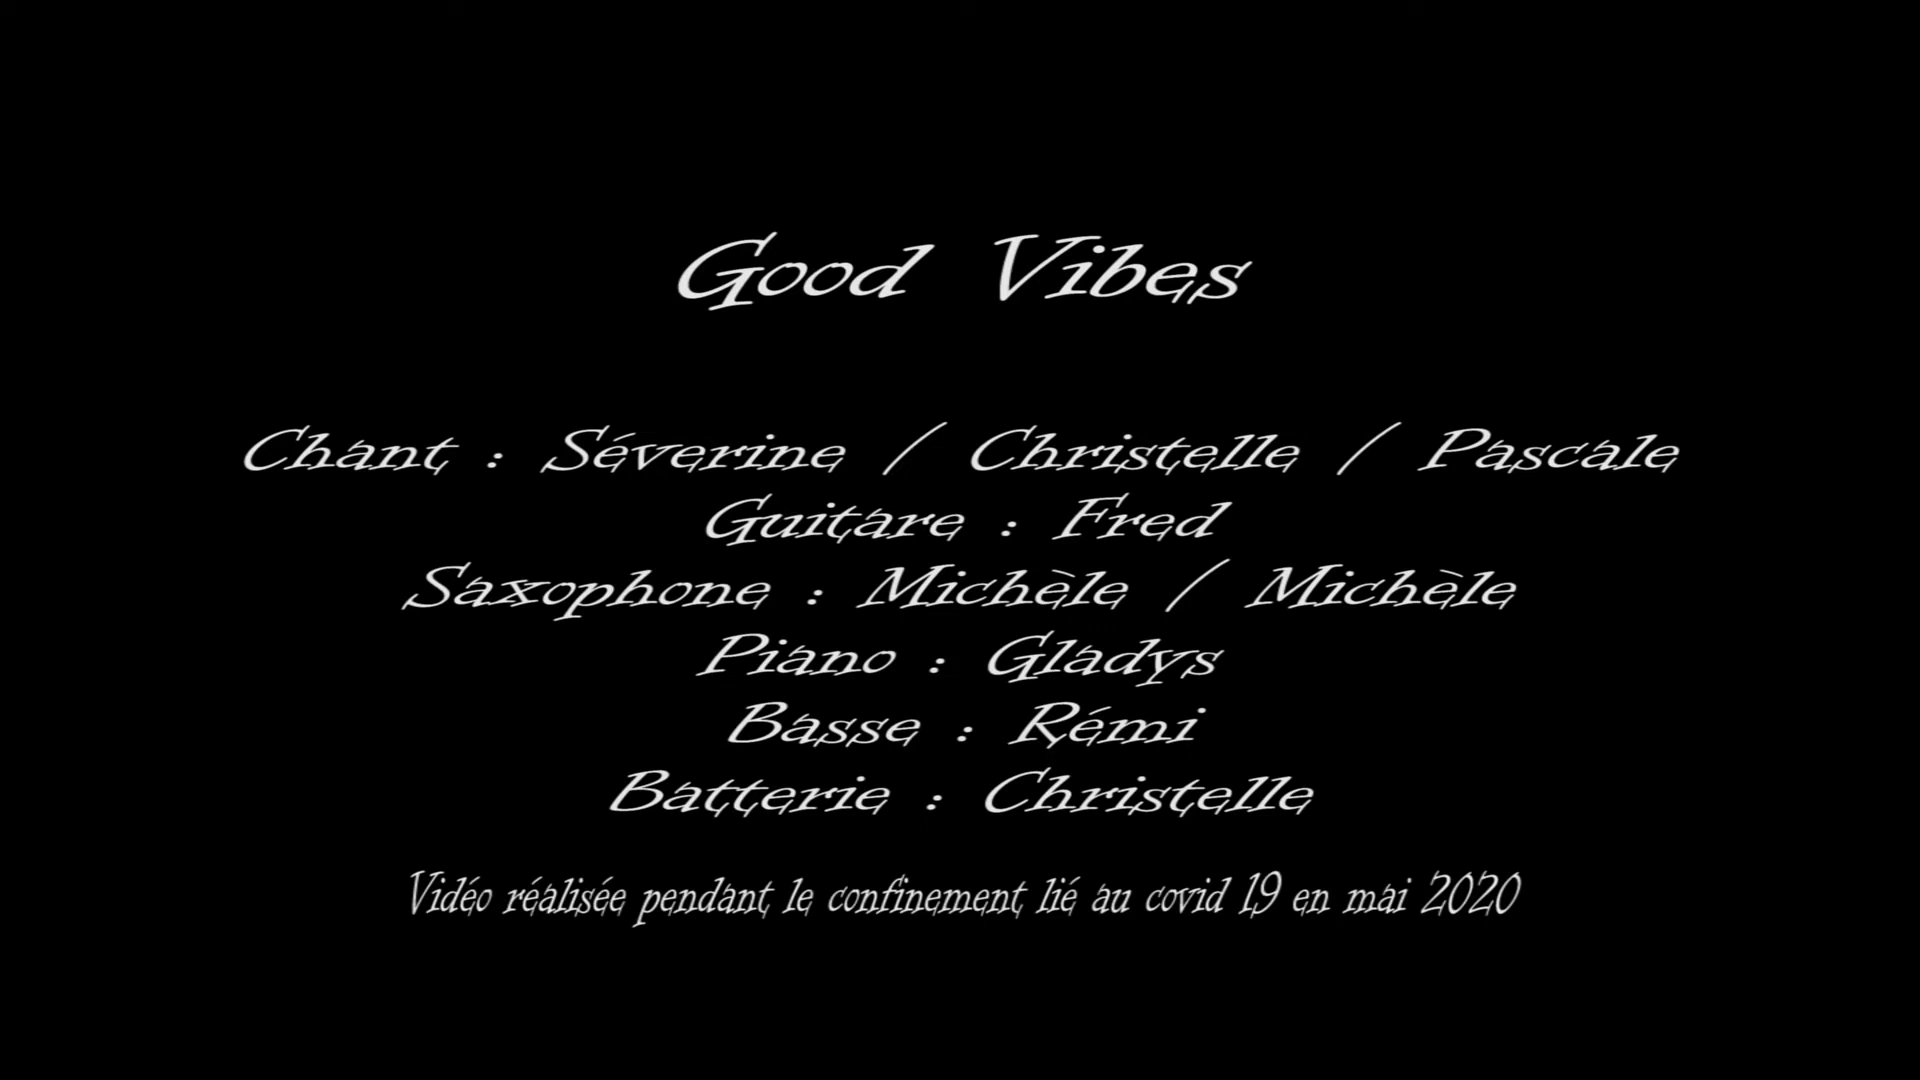 Good Vibes
Chant : Séverine / Christelle / Pascale
Guitare : Fred
Saxophone : Michèle / Michèle
Piano : Gladys
Basse : Rémi
Batterie : Christelle
Vidéo réalisée pendant le confinement lié au covid 19 en mai 2020